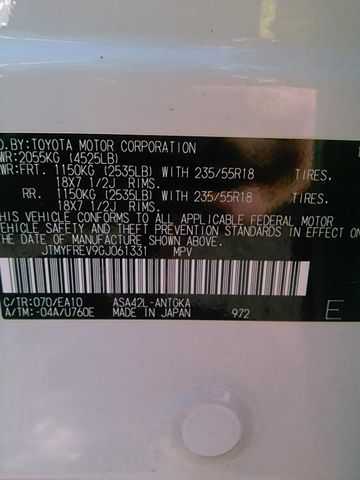 D.BY:TOYOTA MOTOR CORPORATION
WR:2055KG (4525LB)
WR:FRT. 1150KG (2535LB) WITH 235/55R18 TIRES,
18X7 1/2J RIMS.
RR. 1150KG (2535LB) WITH 235/55R18 TIRES,
18X7 1/2J RIMS.
THIS VEHICLE CONFORMS TO ALL APPLICABLE FEDERAL MOTOR
VEHICLE SAFETY AND THEFT PREVENTION STANDARDS IN EFFECT
THE DATE OF MANUFACTURE SHOWN ABOVE.
JTMYFREV9GJ061331 MPV
C/TR:070/EA10 ASA42L-ANTGKA
A/TM:-04A/U760E MADE IN JAPAN 972 E